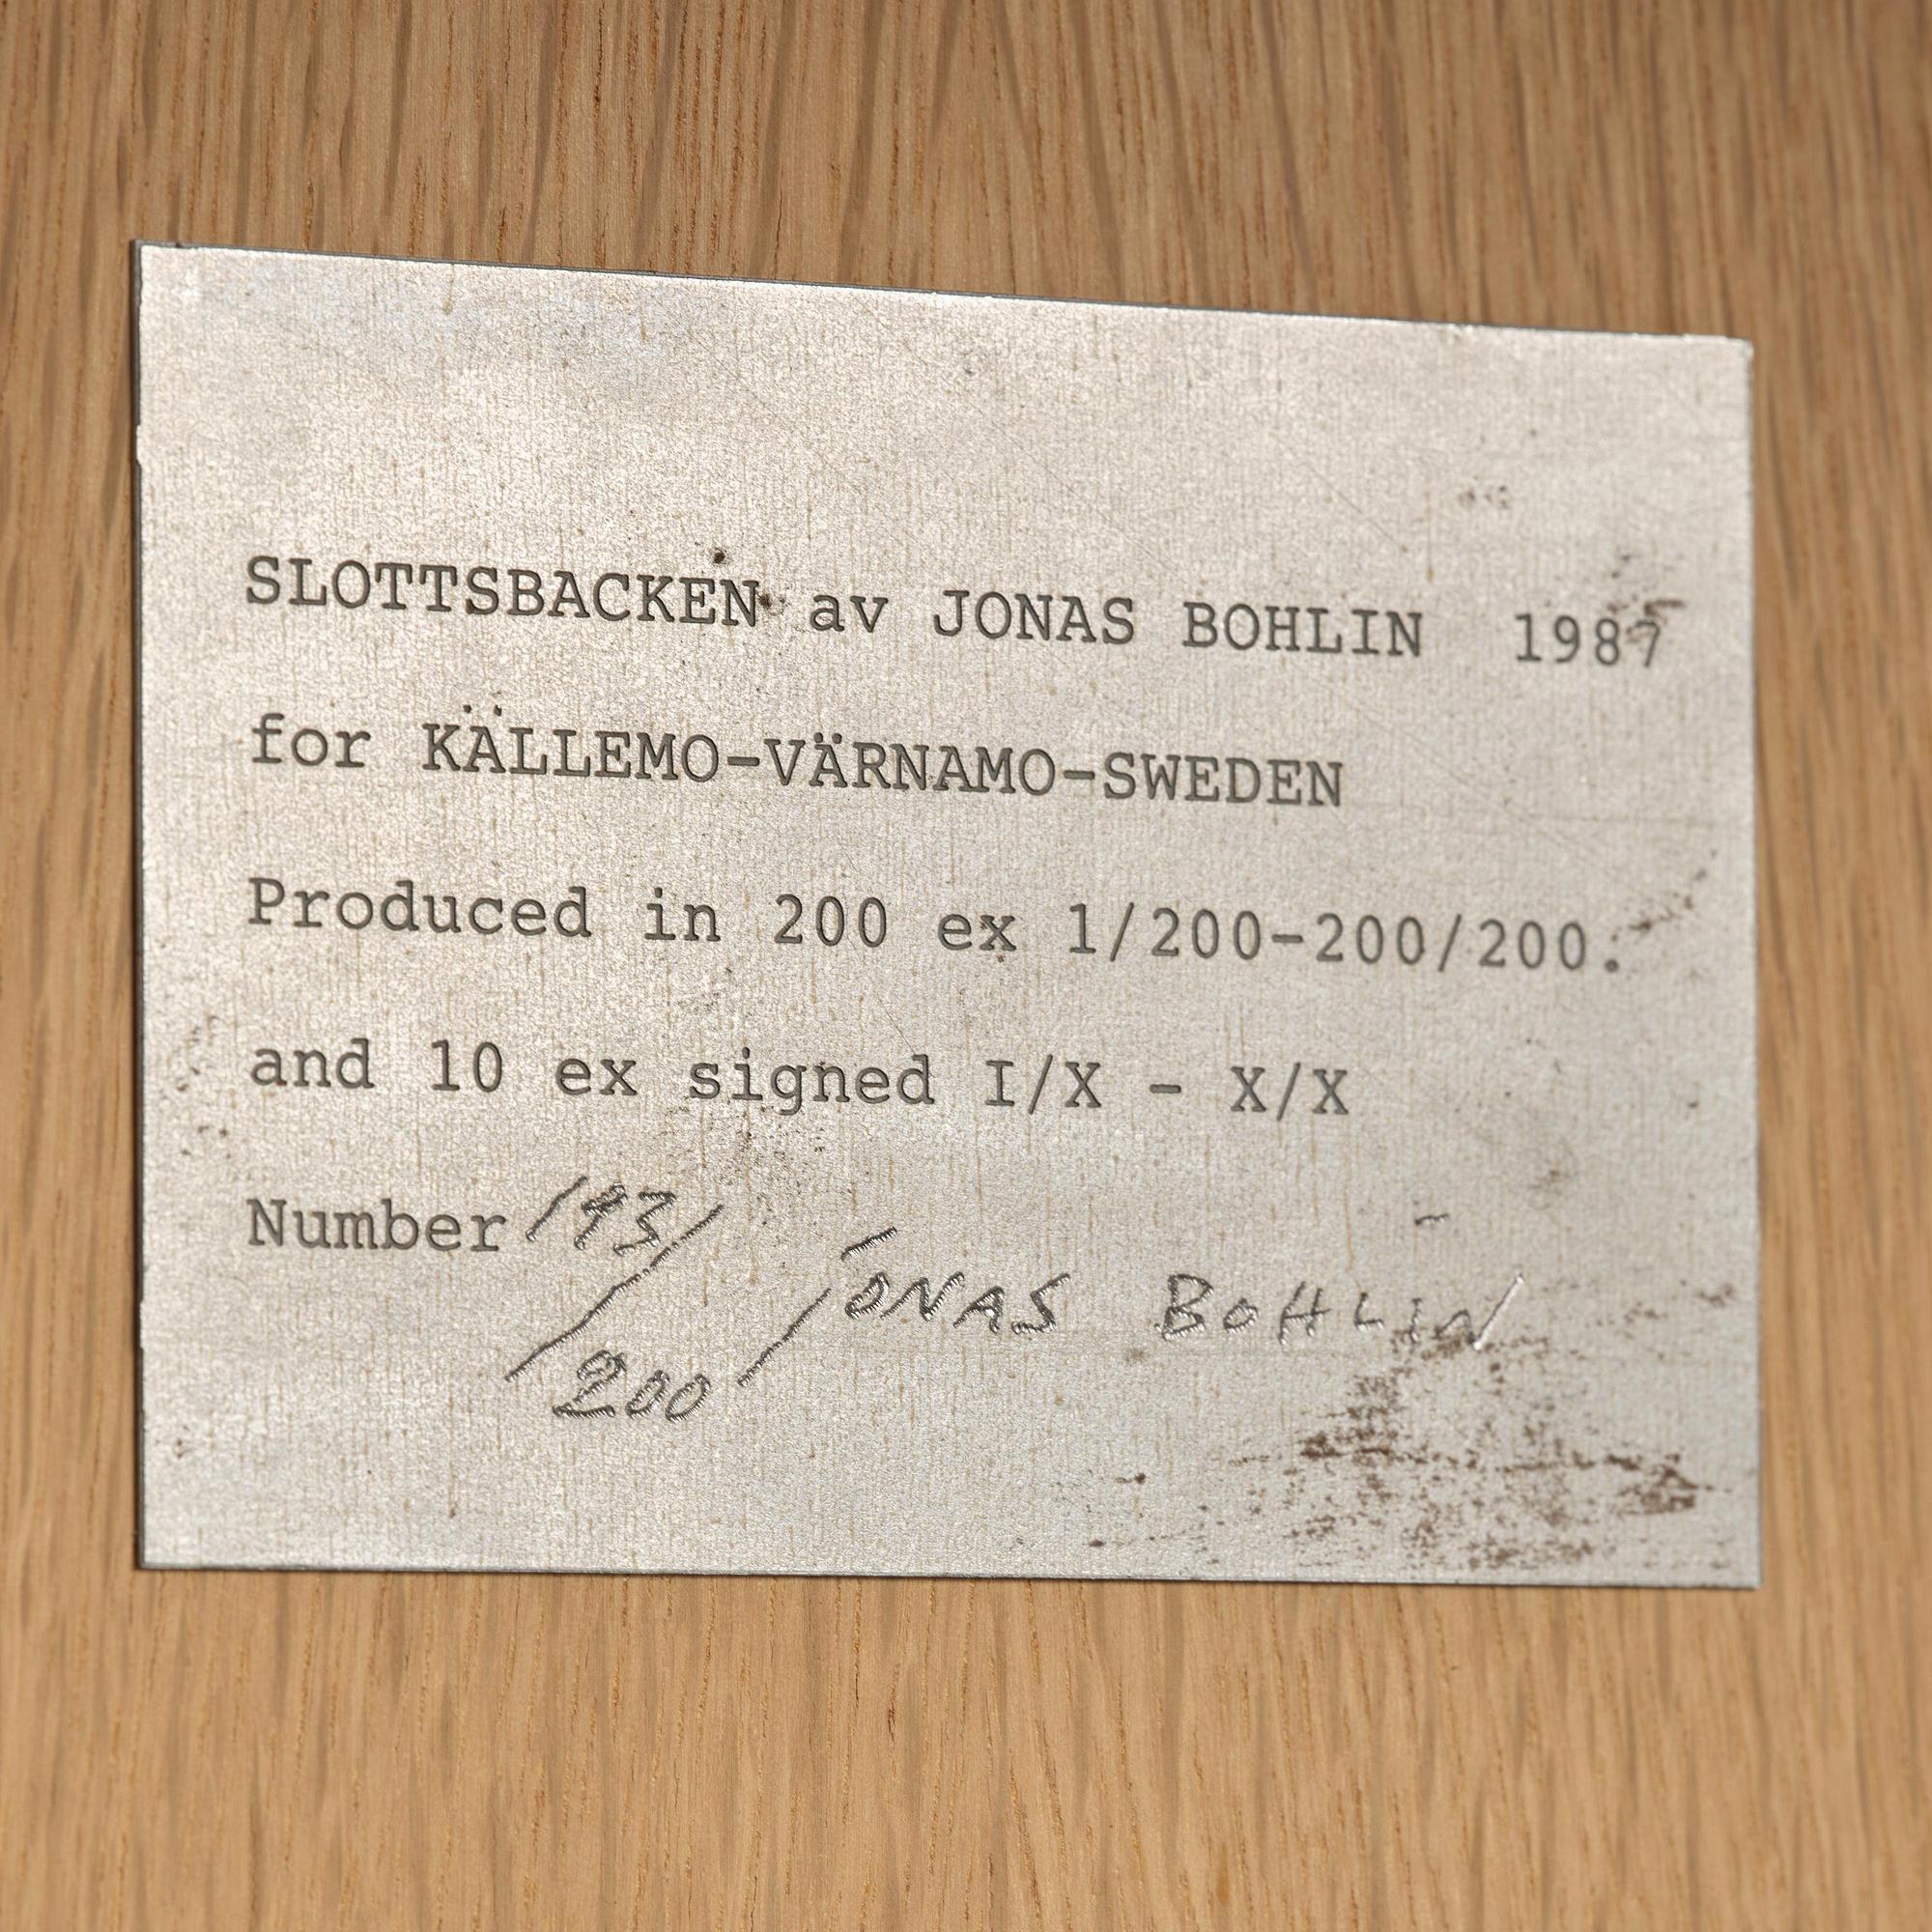 SLOTTSBACKEN av JONAS BOHLIN 1987
for KÄLLEMO-VÄRNAMO-SWEDEN
Produced in 200 ex 1/200-200/200.
and 10 ex signed I/X - X/X
Number 193/200 JONAS BOHLIN